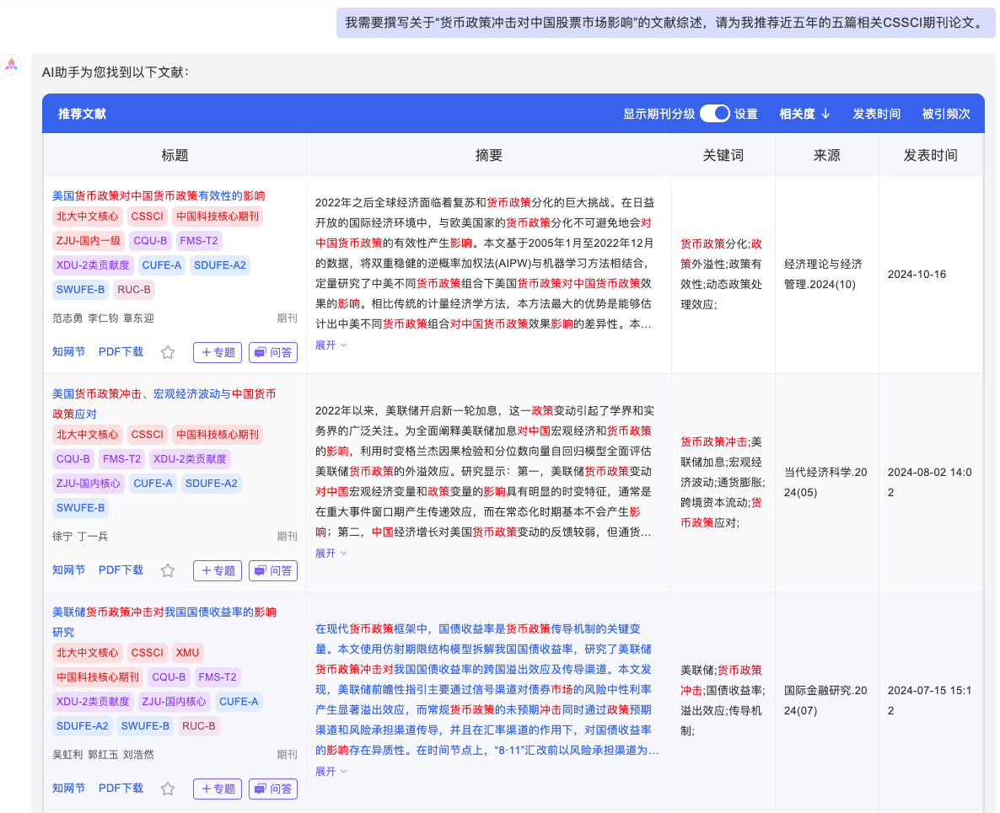 我需要撰写关于“货币政策冲击对中国股票市场影响”的文献综述，请为我推荐近五年的五篇相关CSSCI期刊论文。
AI助手为您找到以下文献：
推荐文献 显示期刊分级 设置 相关度 ↓ 发表时间 被引频次
标题 摘要 关键词 来源 发表时间
美国货币政策对中国货币政策有效性的影响
北大中文核心 CSSCI 中国科技核心期刊
ZJU-国内一级 CQU-B FMS-T2
XDU-2类贡献度 CUFE-A SDUFE-A2
SWUFE-B RUC-B
范志勇 李仁钧 章东迎 期刊
知网节 PDF下载 ＋专题 问答
2022年之后全球经济面临着复苏和货币政策分化的巨大挑战。在日益
开放的国际经济环境中，与欧美国家的货币政策分化不可避免地会对
中国货币政策的有效性产生影响。本文基于2005年1月至2022年12月
的数据，将双重稳健的逆概率加权法(AIPW)与机器学习方法相结合，
定量研究了中美不同货币政策组合下美国货币政策对中国货币政策效
果的影响。相比传统的计量经济学方法，本方法最大的优势是能够估
计出中美不同货币政策组合对中国货币政策效果影响的差异性。本…
展开
货币政策分化;政
策外溢性;政策有
效性;动态政策处
理效应;
经济理论与经济
管理.2024(10)
2024-10-16
美国货币政策冲击、宏观经济波动与中国货币
政策应对
北大中文核心 CSSCI 中国科技核心期刊
CQU-B FMS-T2 XDU-2类贡献度
ZJU-国内核心 CUFE-A SDUFE-A2
SWUFE-B
徐宁 丁一兵 期刊
知网节 PDF下载 ＋专题 问答
2022年以来，美联储开启新一轮加息，这一政策变动引起了学界和实
务界的广泛关注。为全面阐释美联储加息对中国宏观经济和货币政策
的影响，利用时变格兰杰因果检验和分位数向量自回归模型全面评估
美联储货币政策的外溢效应。研究显示：第一，美联储货币政策变动
对中国宏观经济变量和政策变量的影响具有明显的时变特征，通常是
在重大事件窗口期产生传递效应，而在常态化时期基本不会产生影
响；第二，中国经济增长对美国货币政策变动的反馈较弱，但通货…
展开
货币政策冲击;美
联储加息;宏观经
济波动;通货膨胀;
跨境资本流动;货
币政策应对;
当代经济科学.20
24(05)
2024-08-02 14:0
2
美联储货币政策冲击对我国国债收益率的影响
研究
北大中文核心 CSSCI XMU
中国科技核心期刊 CQU-B FMS-T2
XDU-2类贡献度 ZJU-国内核心 CUFE-A
SDUFE-A2 SWUFE-B RUC-B
吴虹利 郭红玉 刘浩然 期刊
知网节 PDF下载 ＋专题 问答
在现代货币政策框架中，国债收益率是货币政策传导机制的关键变
量。本文使用仿射期限结构模型拆解我国国债收益率，研究了美联储
货币政策冲击对我国国债收益率的跨国溢出效应及传导渠道。本文发
现，美联储前瞻性指引主要通过信号渠道对债券市场的风险中性利率
产生显著溢出效应，而常规货币政策的未预期冲击同时通过政策预期
渠道和风险承担渠道传导，并且在汇率渠道的作用下，对国债收益率
的影响存在异质性。在时间节点上，“8·11”汇改前以风险承担渠道为…
展开
美联储;货币政策
冲击;国债收益率;
溢出效应;传导机
制;
国际金融研究.20
24(07)
2024-07-15 15:1
2